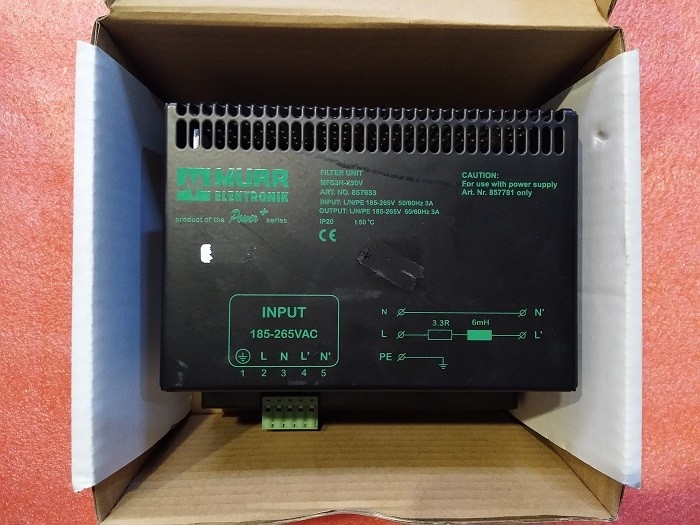 MURR
ELEKTRONIK
product of the Power+ series
FILTER UNIT
MFS3N-230V
ART. NO. 857833
INPUT: L/N/PE 185-265V 50/60Hz 3A
OUTPUT: L/N/PE 185-265V 50/60Hz 3A
IP20 t 50°C
CE
CAUTION:
For use with power supply
Art. Nr. 857781 only
INPUT
185-265VAC
L N L' N'
1 2 3 4 5
N N'
3.3R 6mH
L L'
PE